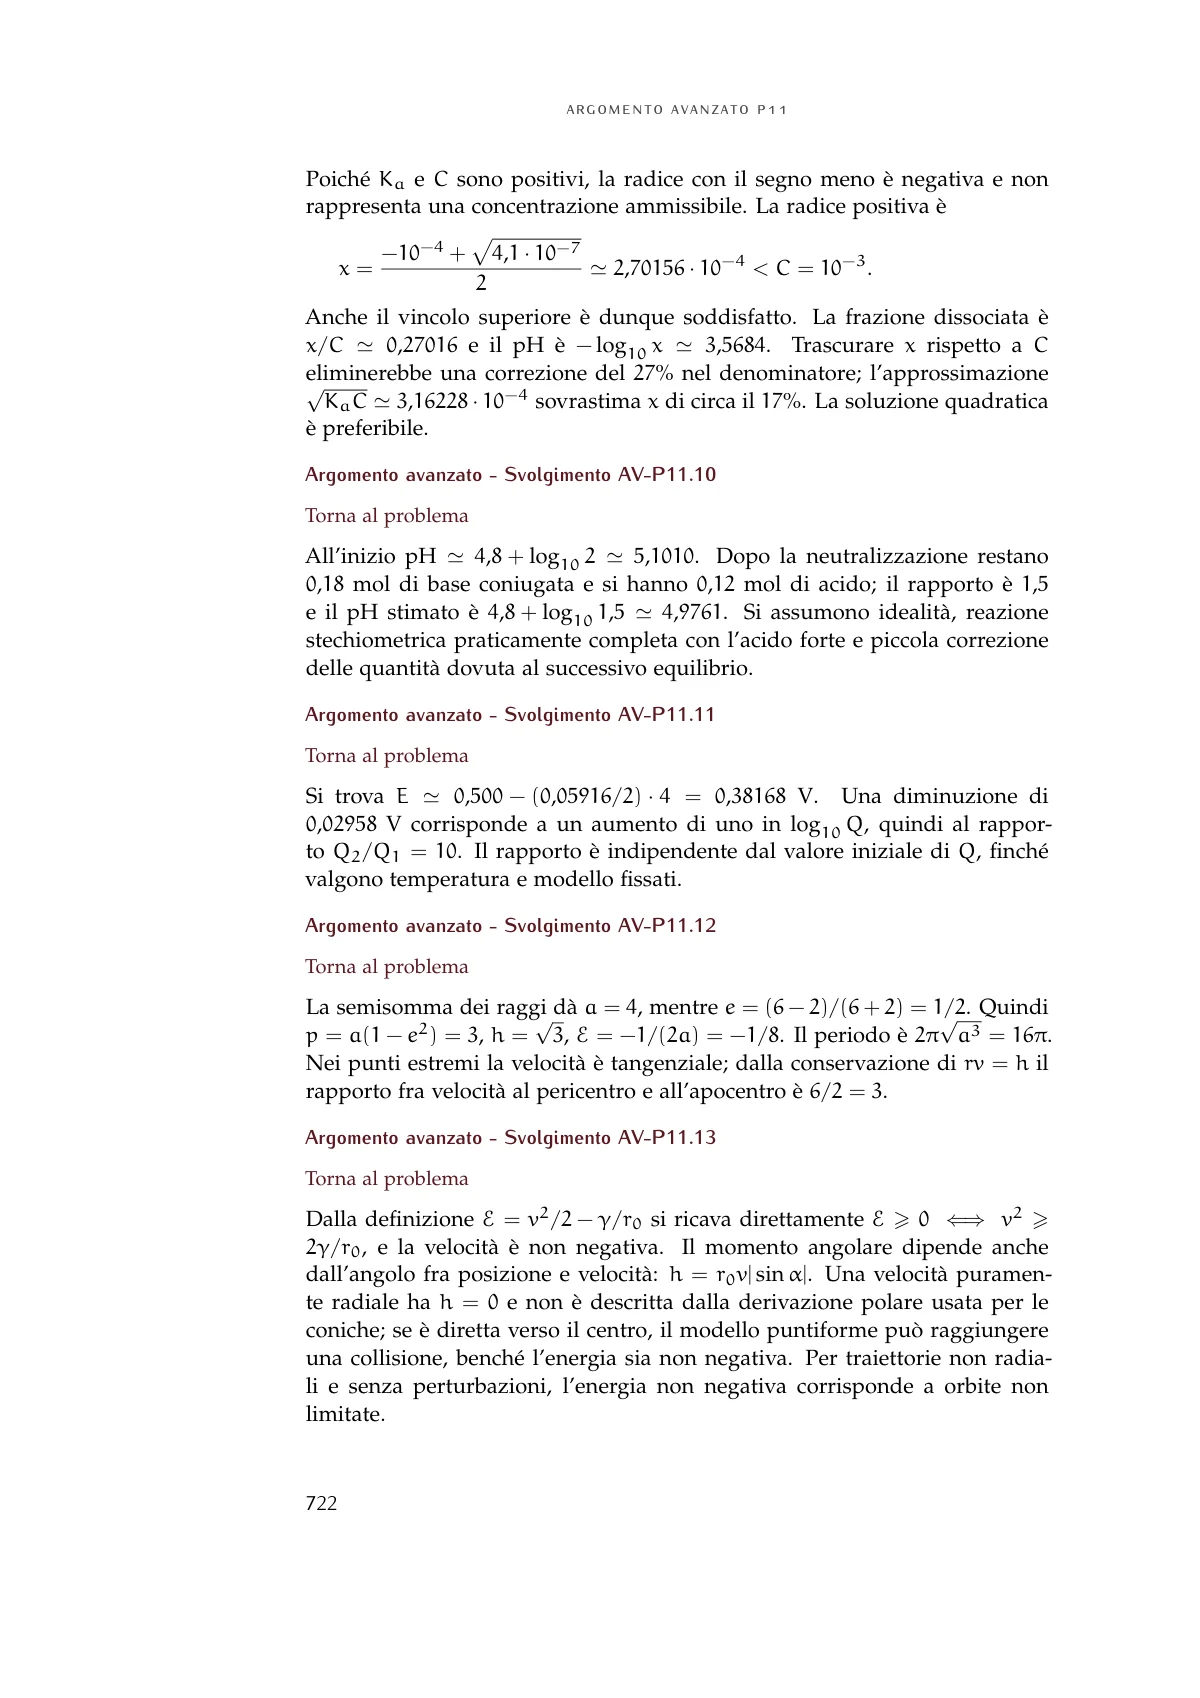 ARGOMENTO AVANZATO P11
Poiché Kₐ e C sono positivi, la radice con il segno meno è negativa e non
rappresenta una concentrazione ammissibile. La radice positiva è
x = (−10⁻⁴ + √(4,1 · 10⁻⁷)) / 2 ≃ 2,70156 · 10⁻⁴ < C = 10⁻³.
Anche il vincolo superiore è dunque soddisfatto. La frazione dissociata è
x/C ≃ 0,27016 e il pH è − log₁₀ x ≃ 3,5684. Trascurare x rispetto a C
eliminerebbe una correzione del 27% nel denominatore; l'approssimazione
√(KₐC) ≃ 3,16228 · 10⁻⁴ sovrastima x di circa il 17%. La soluzione quadratica
è preferibile.
Argomento avanzato – Svolgimento AV-P11.10
Torna al problema
All'inizio pH ≃ 4,8 + log₁₀ 2 ≃ 5,1010. Dopo la neutralizzazione restano
0,18 mol di base coniugata e si hanno 0,12 mol di acido; il rapporto è 1,5
e il pH stimato è 4,8 + log₁₀ 1,5 ≃ 4,9761. Si assumono idealità, reazione
stechiometrica praticamente completa con l'acido forte e piccola correzione
delle quantità dovuta al successivo equilibrio.
Argomento avanzato – Svolgimento AV-P11.11
Torna al problema
Si trova E ≃ 0,500 − (0,05916/2) · 4 = 0,38168 V. Una diminuzione di
0,02958 V corrisponde a un aumento di uno in log₁₀ Q, quindi al rappor-
to Q₂/Q₁ = 10. Il rapporto è indipendente dal valore iniziale di Q, finché
valgono temperatura e modello fissati.
Argomento avanzato – Svolgimento AV-P11.12
Torna al problema
La semisomma dei raggi dà a = 4, mentre e = (6 − 2)/(6 + 2) = 1/2. Quindi
p = a(1 − e²) = 3, h = √3, ℰ = −1/(2a) = −1/8. Il periodo è 2π√a³ = 16π.
Nei punti estremi la velocità è tangenziale; dalla conservazione di rv = h il
rapporto fra velocità al pericentro e all'apocentro è 6/2 = 3.
Argomento avanzato – Svolgimento AV-P11.13
Torna al problema
Dalla definizione ℰ = v²/2 − γ/r₀ si ricava direttamente ℰ ⩾ 0 ⟺ v² ⩾
2γ/r₀, e la velocità è non negativa. Il momento angolare dipende anche
dall'angolo fra posizione e velocità: h = r₀v| sin α|. Una velocità puramen-
te radiale ha h = 0 e non è descritta dalla derivazione polare usata per le
coniche; se è diretta verso il centro, il modello puntiforme può raggiungere
una collisione, benché l'energia sia non negativa. Per traiettorie non radia-
li e senza perturbazioni, l'energia non negativa corrisponde a orbite non
limitate.
722